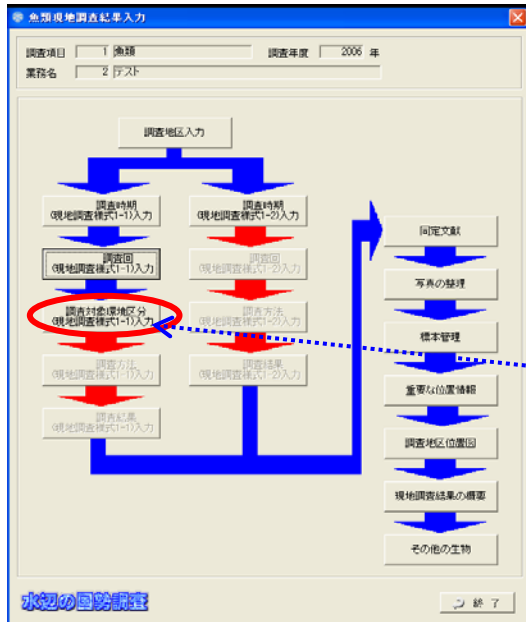 魚類現地調査結果入力
調査項目 1 魚類 調査年度 2006 年
業務名 2 テスト
調査地区入力
調査時期
(現地調査様式1-1)入力
調査回
(現地調査様式1-1)入力
調査対象環境区分
(現地調査様式1-1)入力
調査方法
(現地調査様式1-1)入力
調査結果
(現地調査様式1-1)入力
調査時期
(現地調査様式1-2)入力
調査回
(現地調査様式1-2)入力
調査方法
(現地調査様式1-2)入力
調査結果
(現地調査様式1-2)入力
同定文献
写真の整理
標本管理
重要な位置情報
調査地区位置図
現地調査結果の概要
その他の生物
水辺の国勢調査
終 了